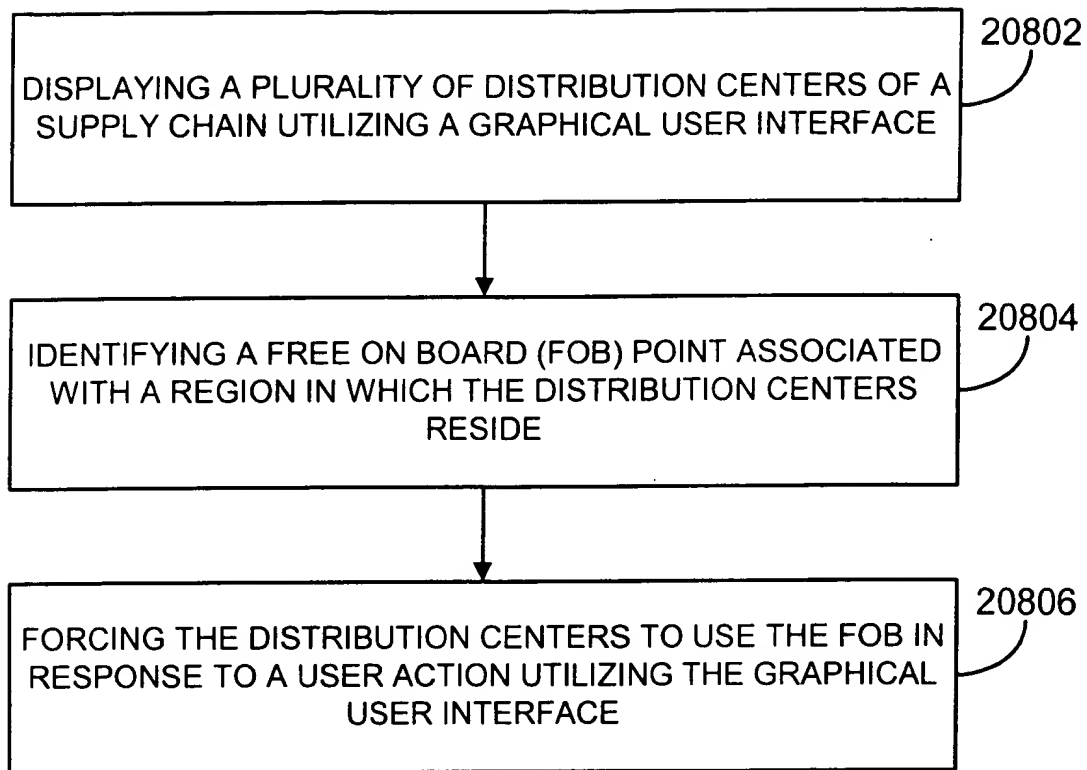 20802
DISPLAYING A PLURALITY OF DISTRIBUTION CENTERS OF A
SUPPLY CHAIN UTILIZING A GRAPHICAL USER INTERFACE
20804
IDENTIFYING A FREE ON BOARD (FOB) POINT ASSOCIATED
WITH A REGION IN WHICH THE DISTRIBUTION CENTERS
RESIDE
20806
FORCING THE DISTRIBUTION CENTERS TO USE THE FOB IN
RESPONSE TO A USER ACTION UTILIZING THE GRAPHICAL
USER INTERFACE